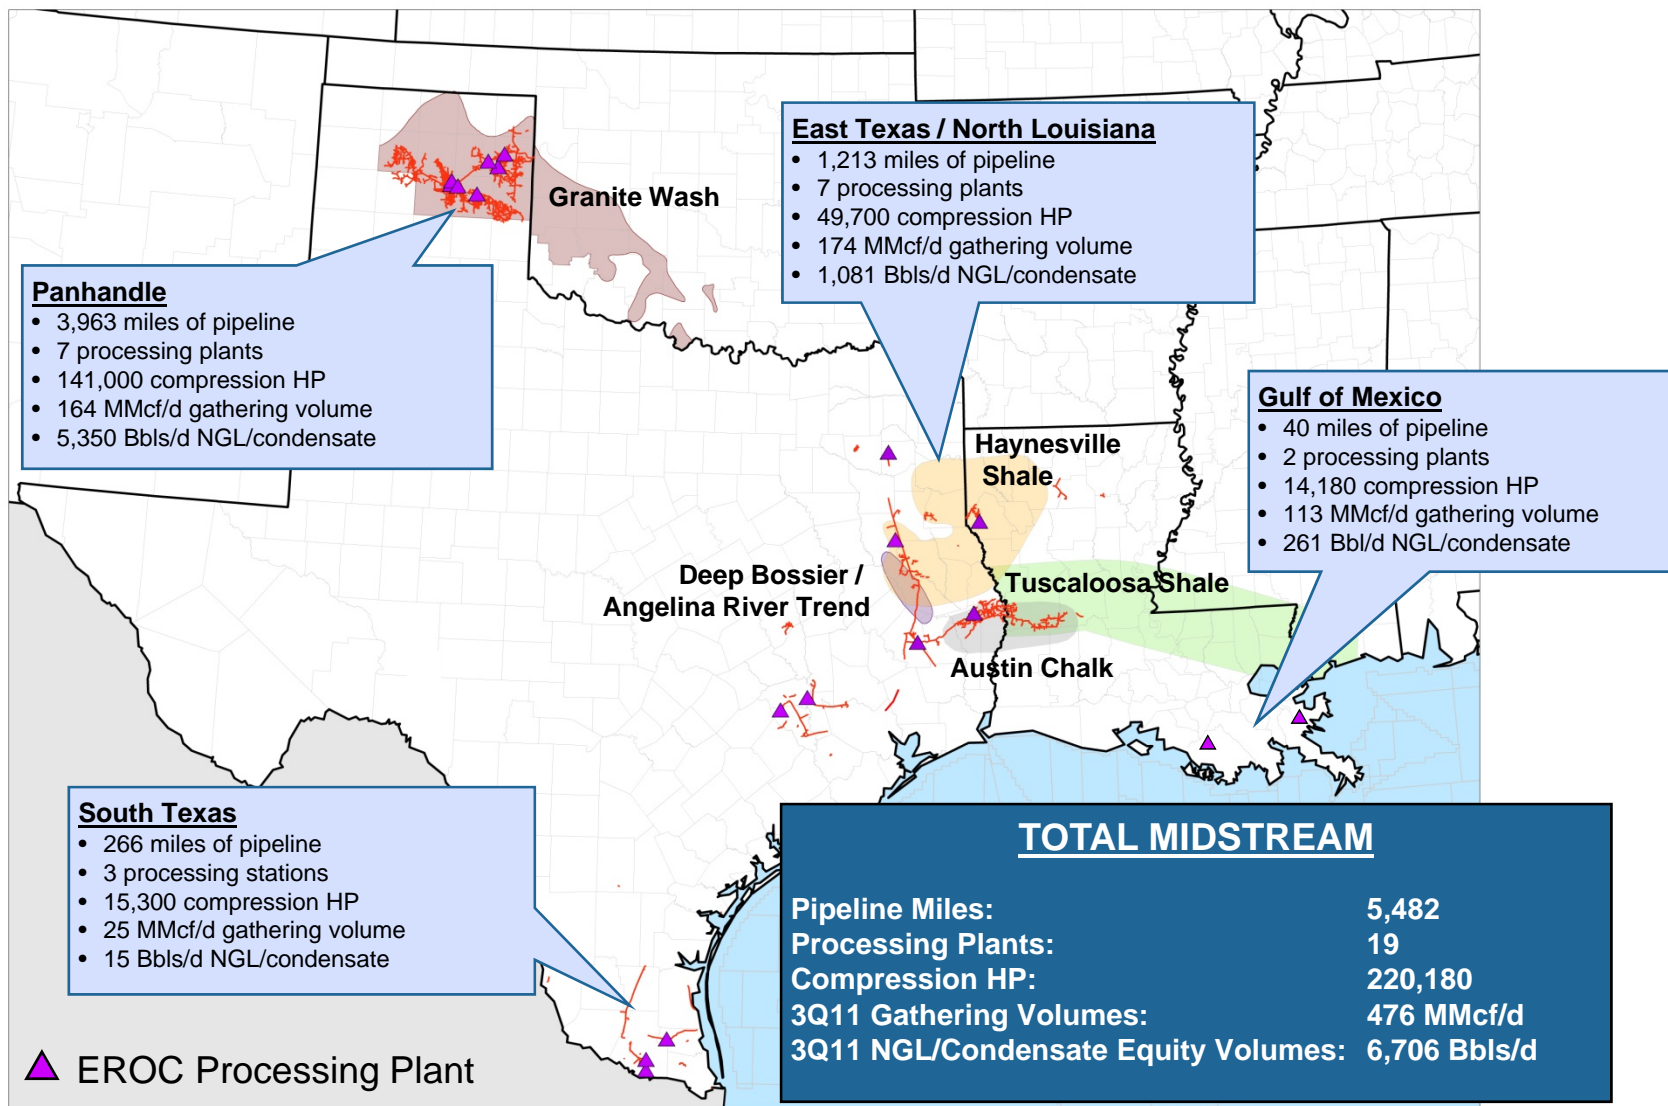 East Texas / North Louisiana
• 1,213 miles of pipeline
• 7 processing plants
• 49,700 compression HP
• 174 MMcf/d gathering volume
• 1,081 Bbls/d NGL/condensate
Granite Wash
Panhandle
• 3,963 miles of pipeline
• 7 processing plants
• 141,000 compression HP
• 164 MMcf/d gathering volume
• 5,350 Bbls/d NGL/condensate
Gulf of Mexico
• 40 miles of pipeline
• 2 processing plants
• 14,180 compression HP
• 113 MMcf/d gathering volume
• 261 Bbl/d NGL/condensate
Haynesville
Shale
Deep Bossier /
Angelina River Trend
Tuscaloosa Shale
Austin Chalk
South Texas
• 266 miles of pipeline
• 3 processing stations
• 15,300 compression HP
• 25 MMcf/d gathering volume
• 15 Bbls/d NGL/condensate
TOTAL MIDSTREAM
Pipeline Miles: 5,482
Processing Plants: 19
Compression HP: 220,180
3Q11 Gathering Volumes: 476 MMcf/d
3Q11 NGL/Condensate Equity Volumes: 6,706 Bbls/d
EROC Processing Plant